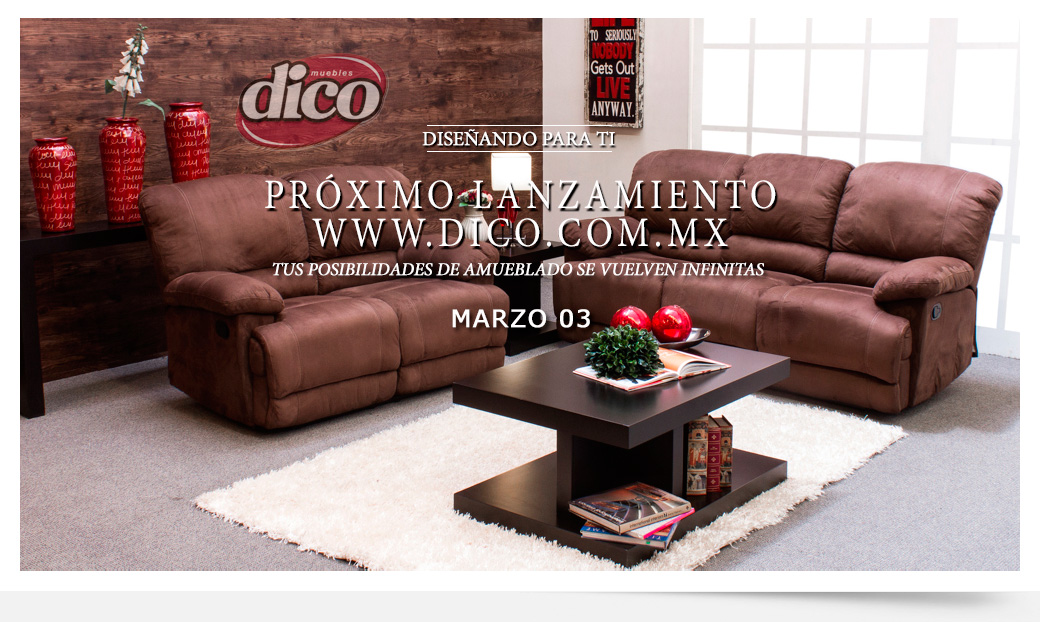 muebles
dico
TO SERIOUSLY
NOBODY
Gets Out
LIVE
ANYWAY.
DISEÑANDO PARA TI
PRÓXIMO LANZAMIENTO
WWW.DIGO.COM.MX
TUS POSIBILIDADES DE AMUEBLADO SE VUELVEN INFINITAS
MARZO 03